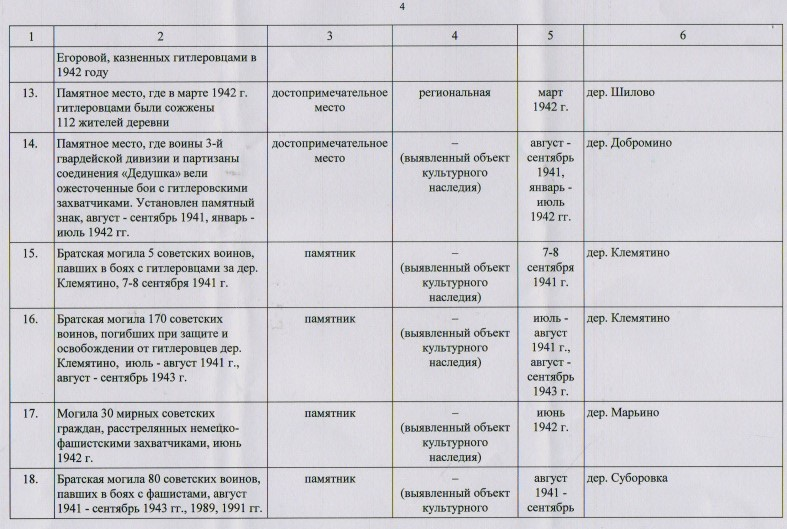 4
1 2 3 4 5 6
Егоровой, казненных гитлеровцами в
1942 году
13. Памятное место, где в марте 1942 г. достопримечательное региональная март дер. Шилово
гитлеровцами были сожжены место 1942 г.
112 жителей деревни
14. Памятное место, где воины 3-й достопримечательное – август - дер. Добромино
гвардейской дивизии и партизаны место (выявленный объект сентябрь
соединения «Дедушка» вели культурного 1941,
ожесточенные бои с гитлеровскими наследия) январь -
захватчиками. Установлен памятный июль
знак, август - сентябрь 1941, январь - 1942 гг.
июль 1942 гг.
15. Братская могила 5 советских воинов, памятник – 7-8 дер. Клемятино
павших в боях с гитлеровцами за дер. (выявленный объект сентября
Клемятино, 7-8 сентября 1941 г. культурного 1941 г.
наследия)
16. Братская могила 170 советских памятник – июль - дер. Клемятино
воинов, погибших при защите и (выявленный объект август
освобождении от гитлеровцев дер. культурного 1941 г.,
Клемятино, июль - август 1941 г., наследия) август -
август - сентябрь 1943 г. сентябрь
1943 г.
17. Могила 30 мирных советских памятник – июнь дер. Марьино
граждан, расстрелянных немецко- (выявленный объект 1942 г.
фашистскими захватчиками, июнь культурного
1942 г. наследия)
18. Братская могила 80 советских воинов, памятник – август дер. Суборовка
павших в боях с фашистами, август (выявленный объект 1941 -
1941 - сентябрь 1943 гг., 1989, 1991 гг. культурного сентябрь